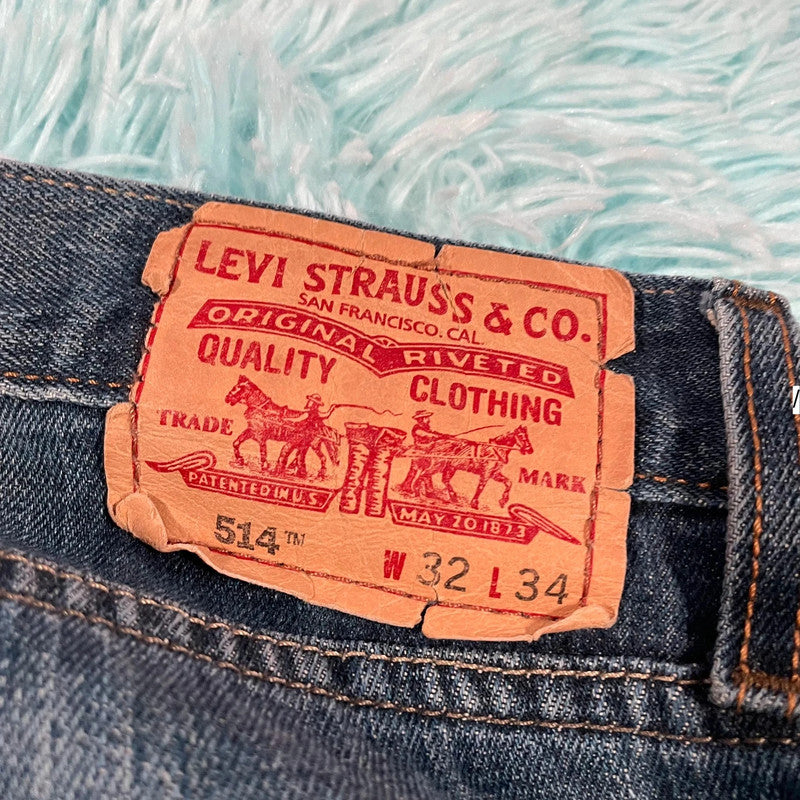 LEVI STRAUSS & CO.
SAN FRANCISCO. CAL.
ORIGINAL RIVETED
QUALITY CLOTHING
TRADE MARK
PATENTED IN U.S. MAY 20 1873
514™ W 32 L 34